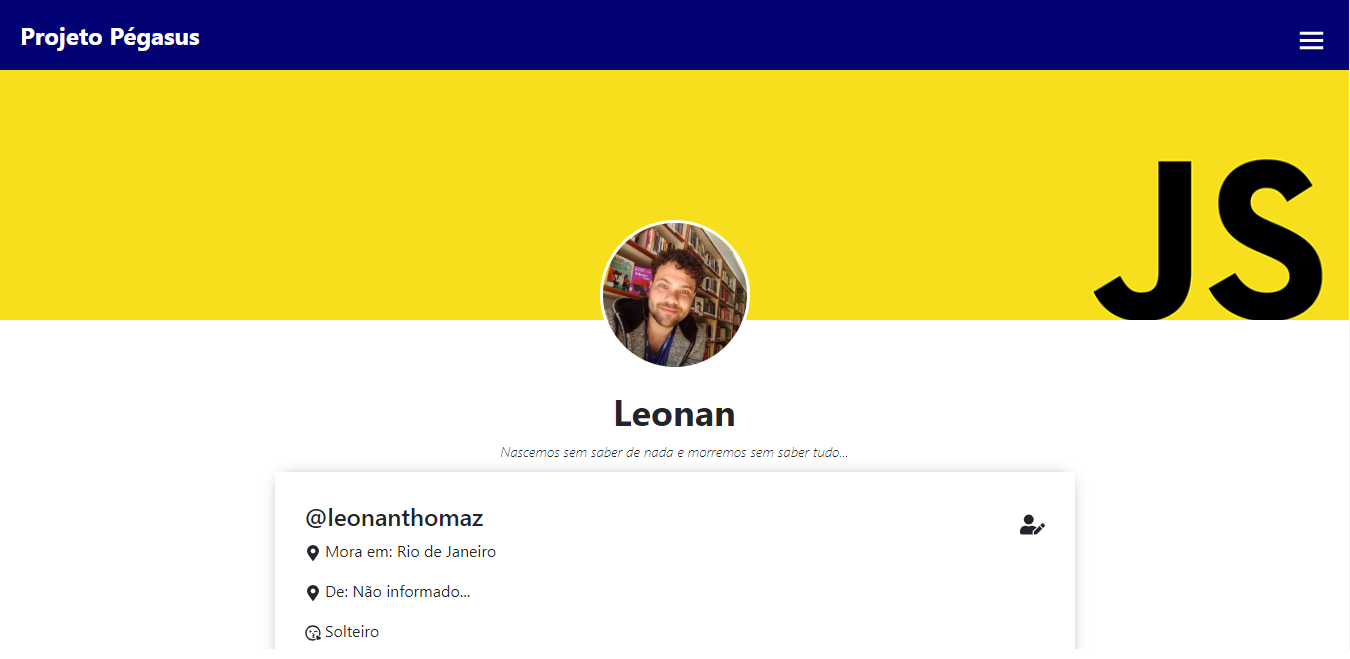 Projeto Pégasus
JS
Leonan
Nascemos sem saber de nada e morremos sem saber tudo...
@leonanthomaz
Mora em: Rio de Janeiro
De: Não informado...
Solteiro